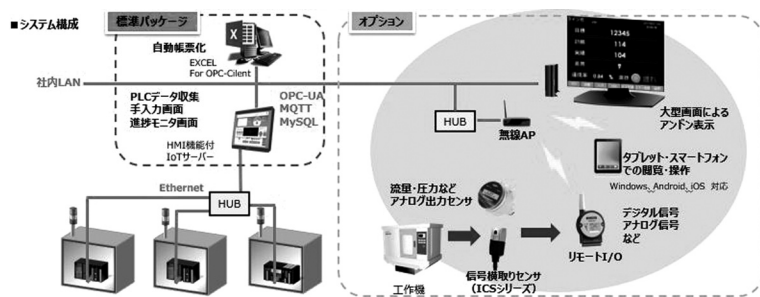 ■システム構成
標準パッケージ
自動帳票化
EXCEL
For OPC-Cilent
社内LAN
PLCデータ収集
手入力画面
進捗モニタ画面
OPC-UA
MQTT
MySQL
HMI機能付
IoTサーバー
Ethernet
HUB
オプション
12345
114
104
大型画面による
アンドン表示
HUB
無線AP
タブレット・スマートフォン
での閲覧・操作
Windows、Android、iOS 対応
流量・圧力など
アナログ出力センサ
デジタル信号
アナログ信号
など
リモートI/O
工作機
信号横取りセンサ
（ICSシリーズ）